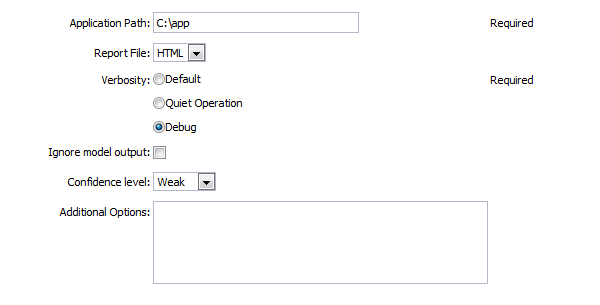 Application Path: C:\app Required
Report File: HTML
Verbosity: Default Required
Quiet Operation
Debug
Ignore model output:
Confidence level: Weak
Additional Options: